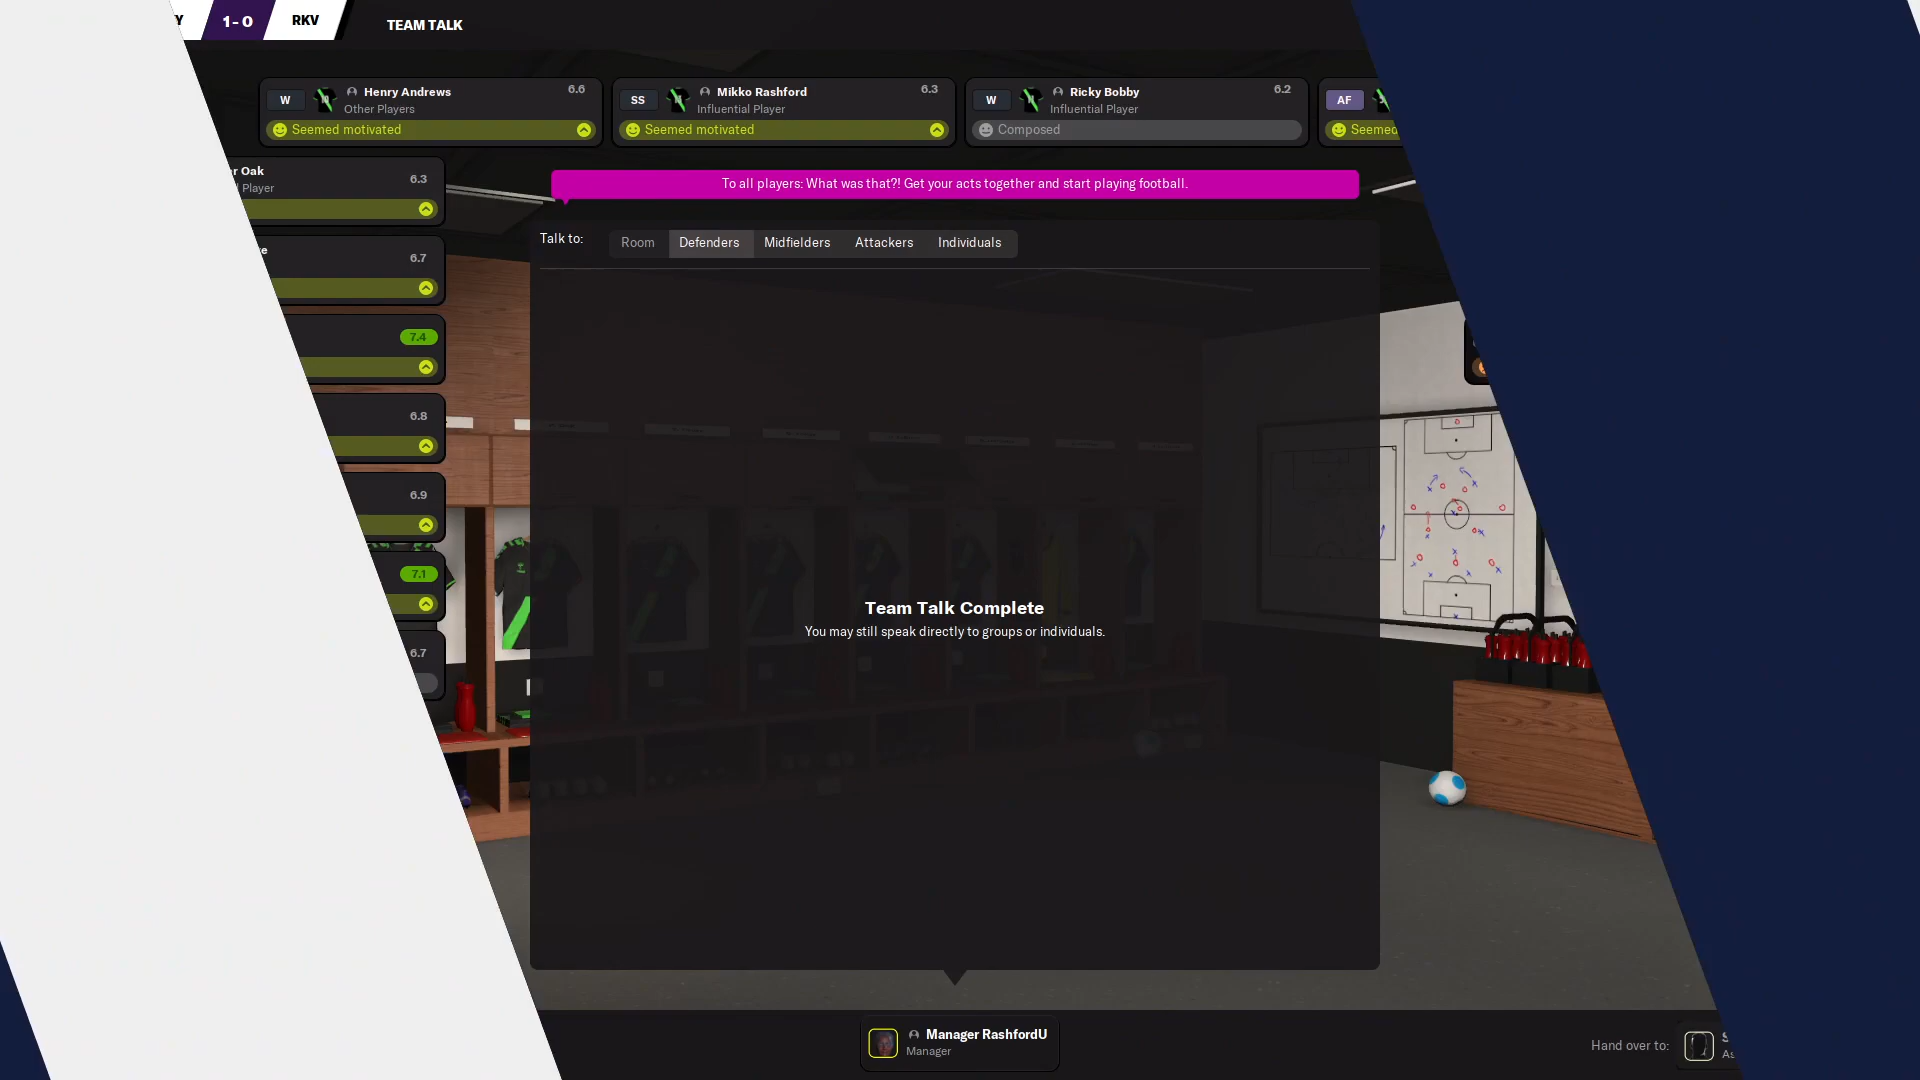 Y 1 - 0 RKV TEAM TALK
W Henry Andrews 6.6
Other Players
Seemed motivated
SS Mikko Rashford 6.3
Influential Player
Seemed motivated
W Ricky Bobby 6.2
Influential Player
Composed
AF
Seemed
r Oak 6.3
l Player
e 6.7
7.4
6.8
6.9
7.1
6.7
To all players: What was that?! Get your acts together and start playing football.
Talk to: Room Defenders Midfielders Attackers Individuals
Team Talk Complete
You may still speak directly to groups or individuals.
Manager RashfordU
Manager
Hand over to: S
As